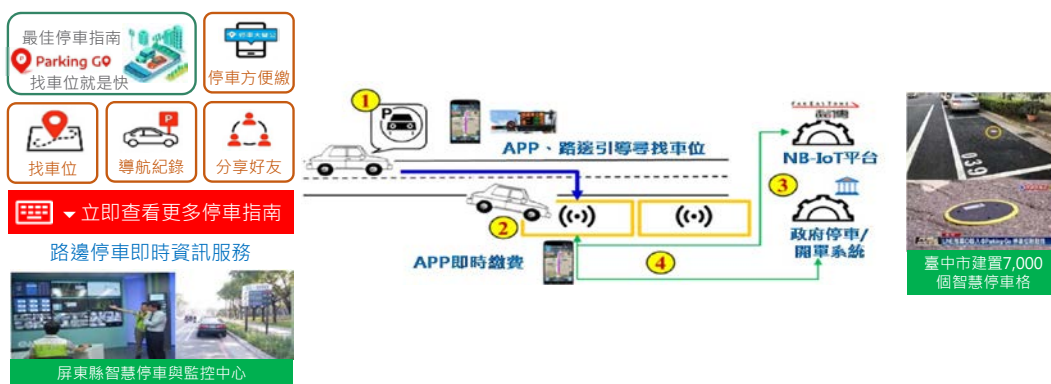 最佳停車指南
Parking GO
找車位就是快
停車方便繳
找車位
導航紀錄
分享好友
立即查看更多停車指南
路邊停車即時資訊服務
屏東縣智慧停車與監控中心
1
P
APP、路邊引導尋找車位
2
APP即時繳費
3
4
FAREASTONE
遠傳
NB-IoT平台
政府停車/
開單系統
039
臺中市建置7,000
個智慧停車格